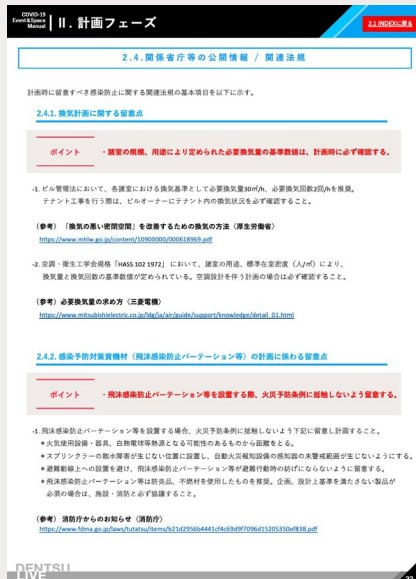 COVID-19
Event&Space
Manual
Ⅱ. 計画フェーズ
2.1 INDEXに戻る
2.4.関係省庁等の公開情報 / 関連法規
計画時に留意すべき感染防止に関する関連法規の基本項目を以下に示す。
2.4.1. 換気計画に関する留意点
ポイント ・諸室の規模、用途により定められた必要換気量の基準数値は、計画時に必ず確認する。
-1. ビル管理法において、各諸室における換気基準として必要換気量30㎥/h、必要換気回数2回/hを推奨。
テナント工事を行う際は、ビルオーナーにテナント内の換気状況を必ず確認すること。
(参考) 「換気の悪い密閉空間」を改善するための換気の方法〈厚生労働省〉
https://www.mhlw.go.jp/content/10900000/000618969.pdf
-2. 空調・衛生工学会規格「HASS 102 1972」 において、諸室の用途、標準在室密度（人/㎡）により、
換気量と換気回数の基準数値が定められている。空調設計を伴う計画の場合は必ず確認すること。
(参考) 必要換気量の求め方〈三菱電機〉
https://www.mitsubishielectric.co.jp/ldg/ja/air/guide/support/knowledge/detail_01.html
2.4.2. 感染予防対策資機材（飛沫感染防止パーテーション等）の計画に係わる留意点
ポイント ・飛沫感染防止パーテーション等を設置する際、火災予防条例に抵触しないよう留意する。
-1. 飛沫感染防止パーテーション等を設置する場合、火災予防条例に抵触しないよう下記に留意し計画すること。
＊火気使用設備・器具、白熱電球等熱源となる可能性のあるものから距離をとる。
＊スプリンクラーの散水障害が生じない位置に設置し、自動火災報知設備の感知器の未警戒範囲が生じないようにする。
＊避難動線上への設置を避け、飛沫感染防止パーテーション等が避難行動時の妨げにならないように留意する。
＊飛沫感染防止パーテーション等は防炎品、不燃材を使用したものを推奨。企画、設計上基準を満たさない製品が
必須の場合は、施設・消防と必ず協議すること。
(参考) 消防庁からのお知らせ〈消防庁〉
https://www.fdma.go.jp/laws/tutatsu/items/b21d2956b4441cf4c69d9f7096d15205350ef838.pdf
DENTSU
LIVE